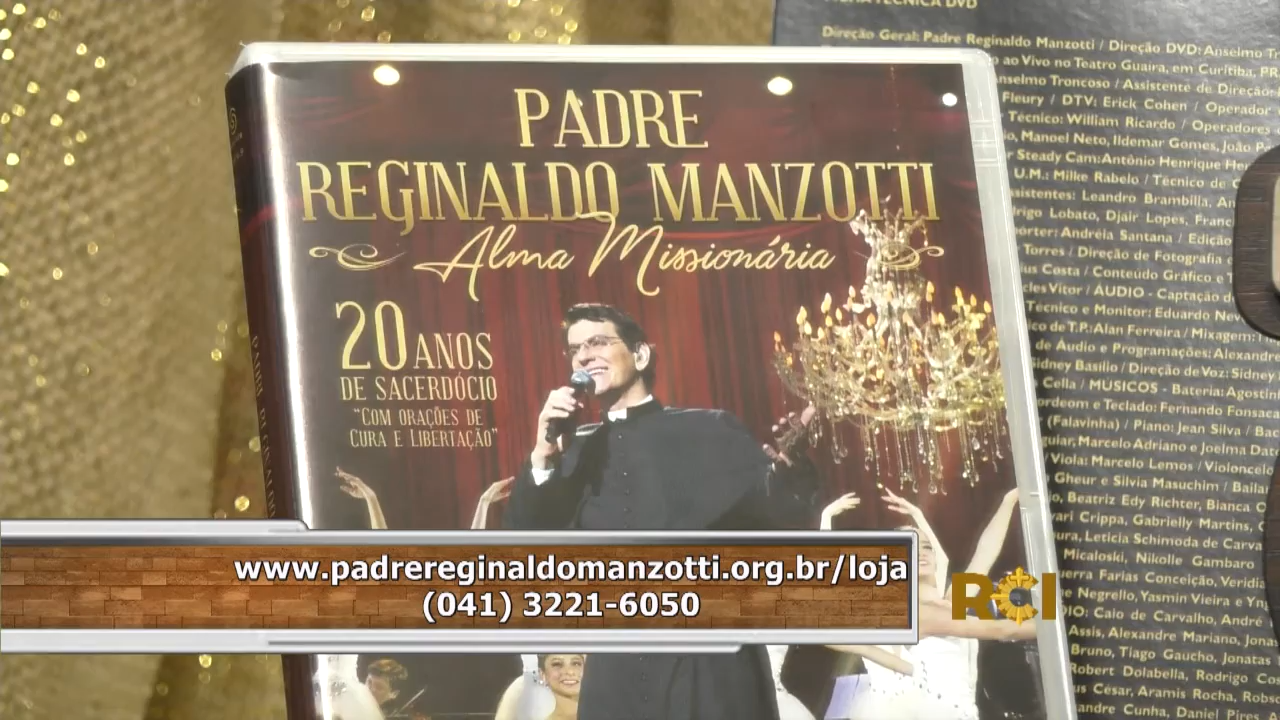 PADRE
REGINALDO MANZOTTI
Alma Missionária
20 ANOS
DE SACERDÓCIO
"COM ORAÇÕES DE
CURA E LIBERTAÇÃO"
www.padrereginaldomanzotti.org.br/loja
(041) 3221-6050
RCI
TÉCNICA DVD
Direção Geral: Padre Reginaldo Manzotti / Direção DVD: Anselmo
ao Vivo no Teatro Guaira, em Curitiba, PR
Anselmo Troncoso / Assistente de Direção:
Fleury / DTV: Erick Cohen / Operador
Técnico: William Ricardo / Operadores
Manoel Neto, Ildemar Gomes, João
Steady Cam: Antônio Henrique
U.M.: Milke Rabelo / Técnico de
Assistentes: Leandro Brambilla,
Lobato, Djair Lopes,
Andréia Santana / Edição
Torres / Direção de Fotografia
Costa / Conteúdo Gráfico e
Vitor / ÁUDIO - Captação
Técnico e Monitor: Eduardo
de T.P.: Alan Ferreira / Mixagem:
de Áudio e Programações:
Basilio / Direção de Voz: Sidney
Cella / MÚSICOS - Bateria:
e Teclado: Fernando
(Falavinha) / Piano: Jean Silva /
Marcelo Adriano e Joelma
Viola: Marcelo Lemos /
Gheur e Silvia Masuchim /
Beatriz Edy Richter, Bianca
Crippa, Gabrielly Martins,
Leticia Schimoda de
Micaloski, Nikolle Gambaro
Farias Conceição,
Negrello, Yasmin Vieira e
Caio de Carvalho, André
Assis, Alexandre Mariano,
Bruno, Tiago Gaucho, Jonatas
Robert Dolabella, Rodrigo
César, Aramis Rocha,
Cunha, Daniel Pires,